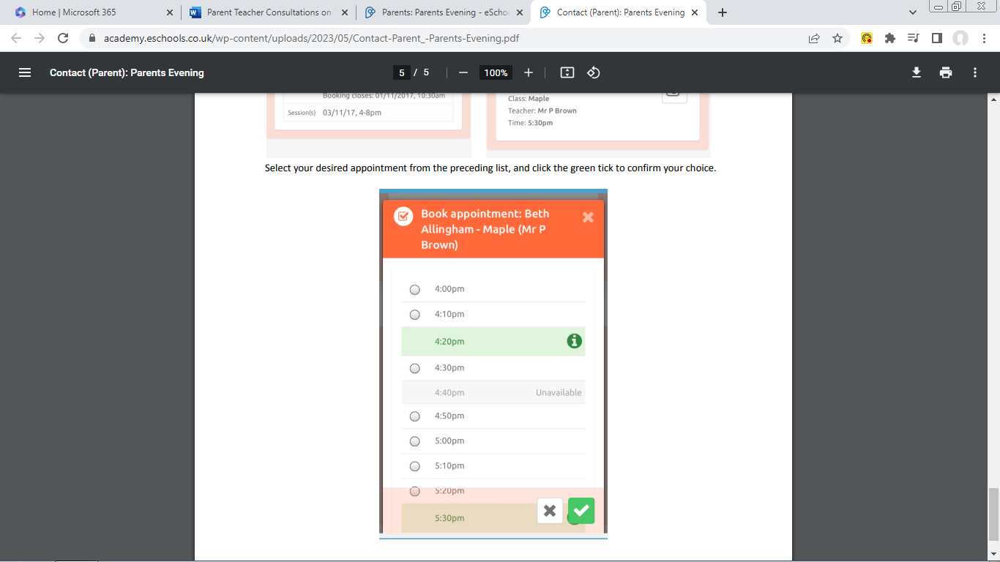 Home | Microsoft 365
Parent Teacher Consultations on
Parents: Parents Evening - eSchoo
Contact (Parent): Parents Evening
academy.eschools.co.uk/wp-content/uploads/2023/05/Contact-Parent_-Parents-Evening.pdf
Contact (Parent): Parents Evening
5 / 5
100%
Booking closes: 01/11/2017, 10:30am
Session(s) 03/11/17, 4-8pm
Class: Maple
Teacher: Mr P Brown
Time: 5:30pm
Select your desired appointment from the preceding list, and click the green tick to confirm your choice.
Book appointment: Beth
Allingham - Maple (Mr P
Brown)
4:00pm
4:10pm
4:20pm
4:30pm
4:40pm Unavailable
4:50pm
5:00pm
5:10pm
5:20pm
5:30pm